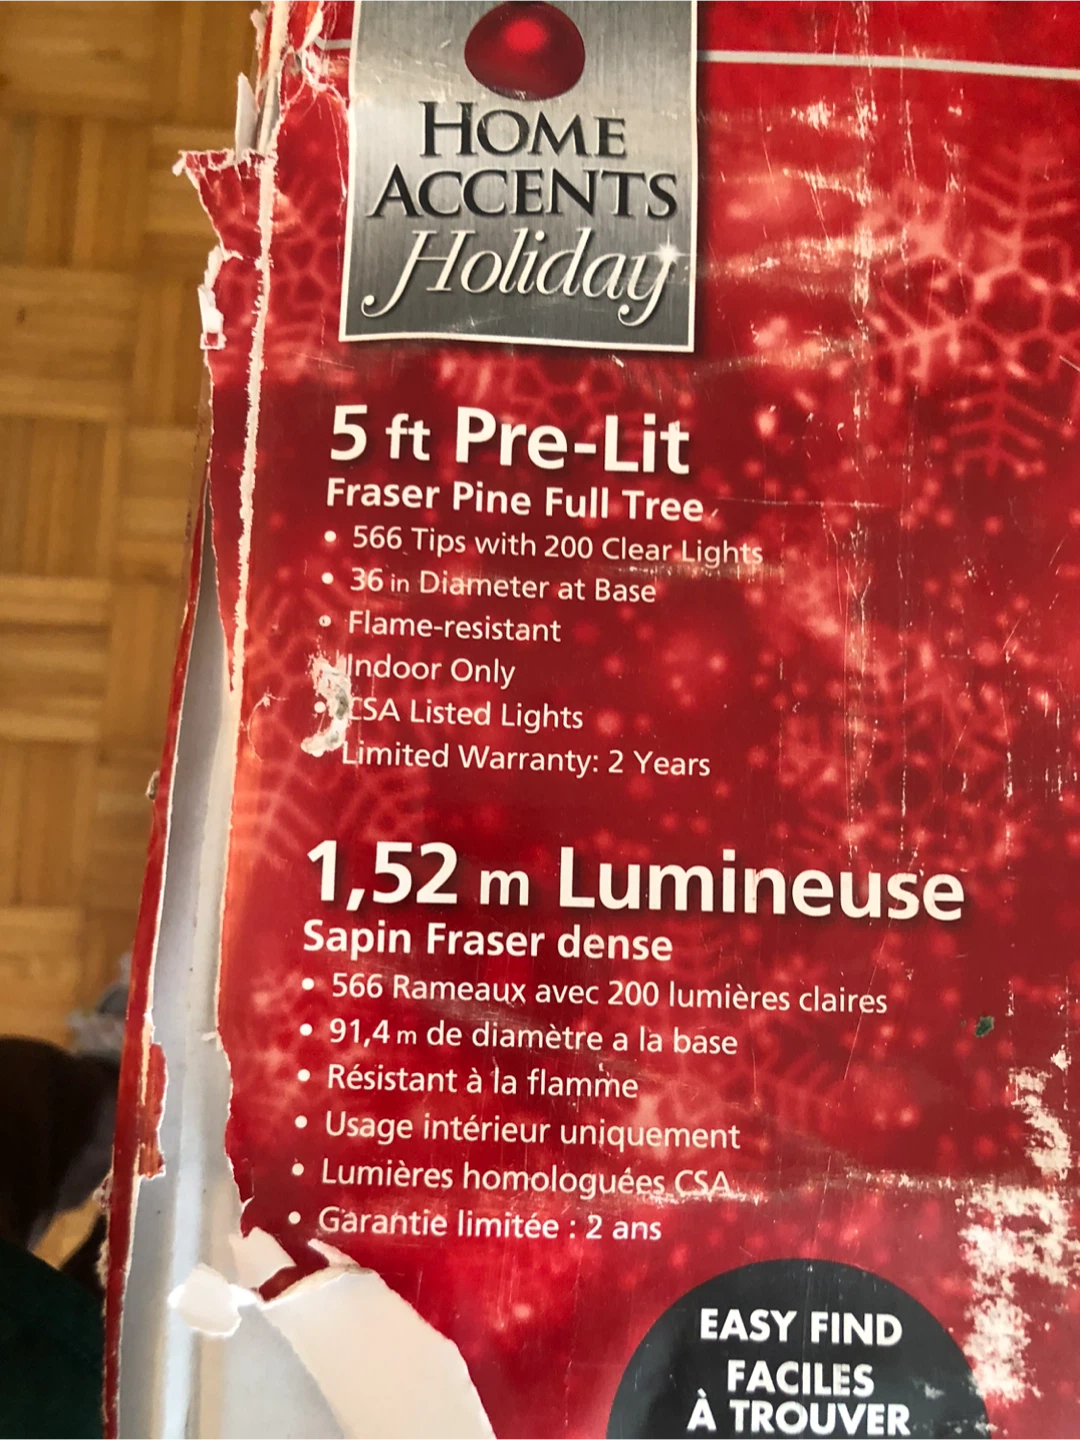 HOME
ACCENTS
Holiday
5 ft Pre-Lit
Fraser Pine Full Tree
• 566 Tips with 200 Clear Lights
• 36 in Diameter at Base
• Flame-resistant
Indoor Only
• CSA Listed Lights
Limited Warranty: 2 Years
1,52 m Lumineuse
Sapin Fraser dense
• 566 Rameaux avec 200 lumières claires
• 91,4 m de diamètre a la base
• Résistant à la flamme
• Usage intérieur uniquement
• Lumières homologuées CSA
• Garantie limitée : 2 ans
EASY FIND
FACILES
À TROUVER